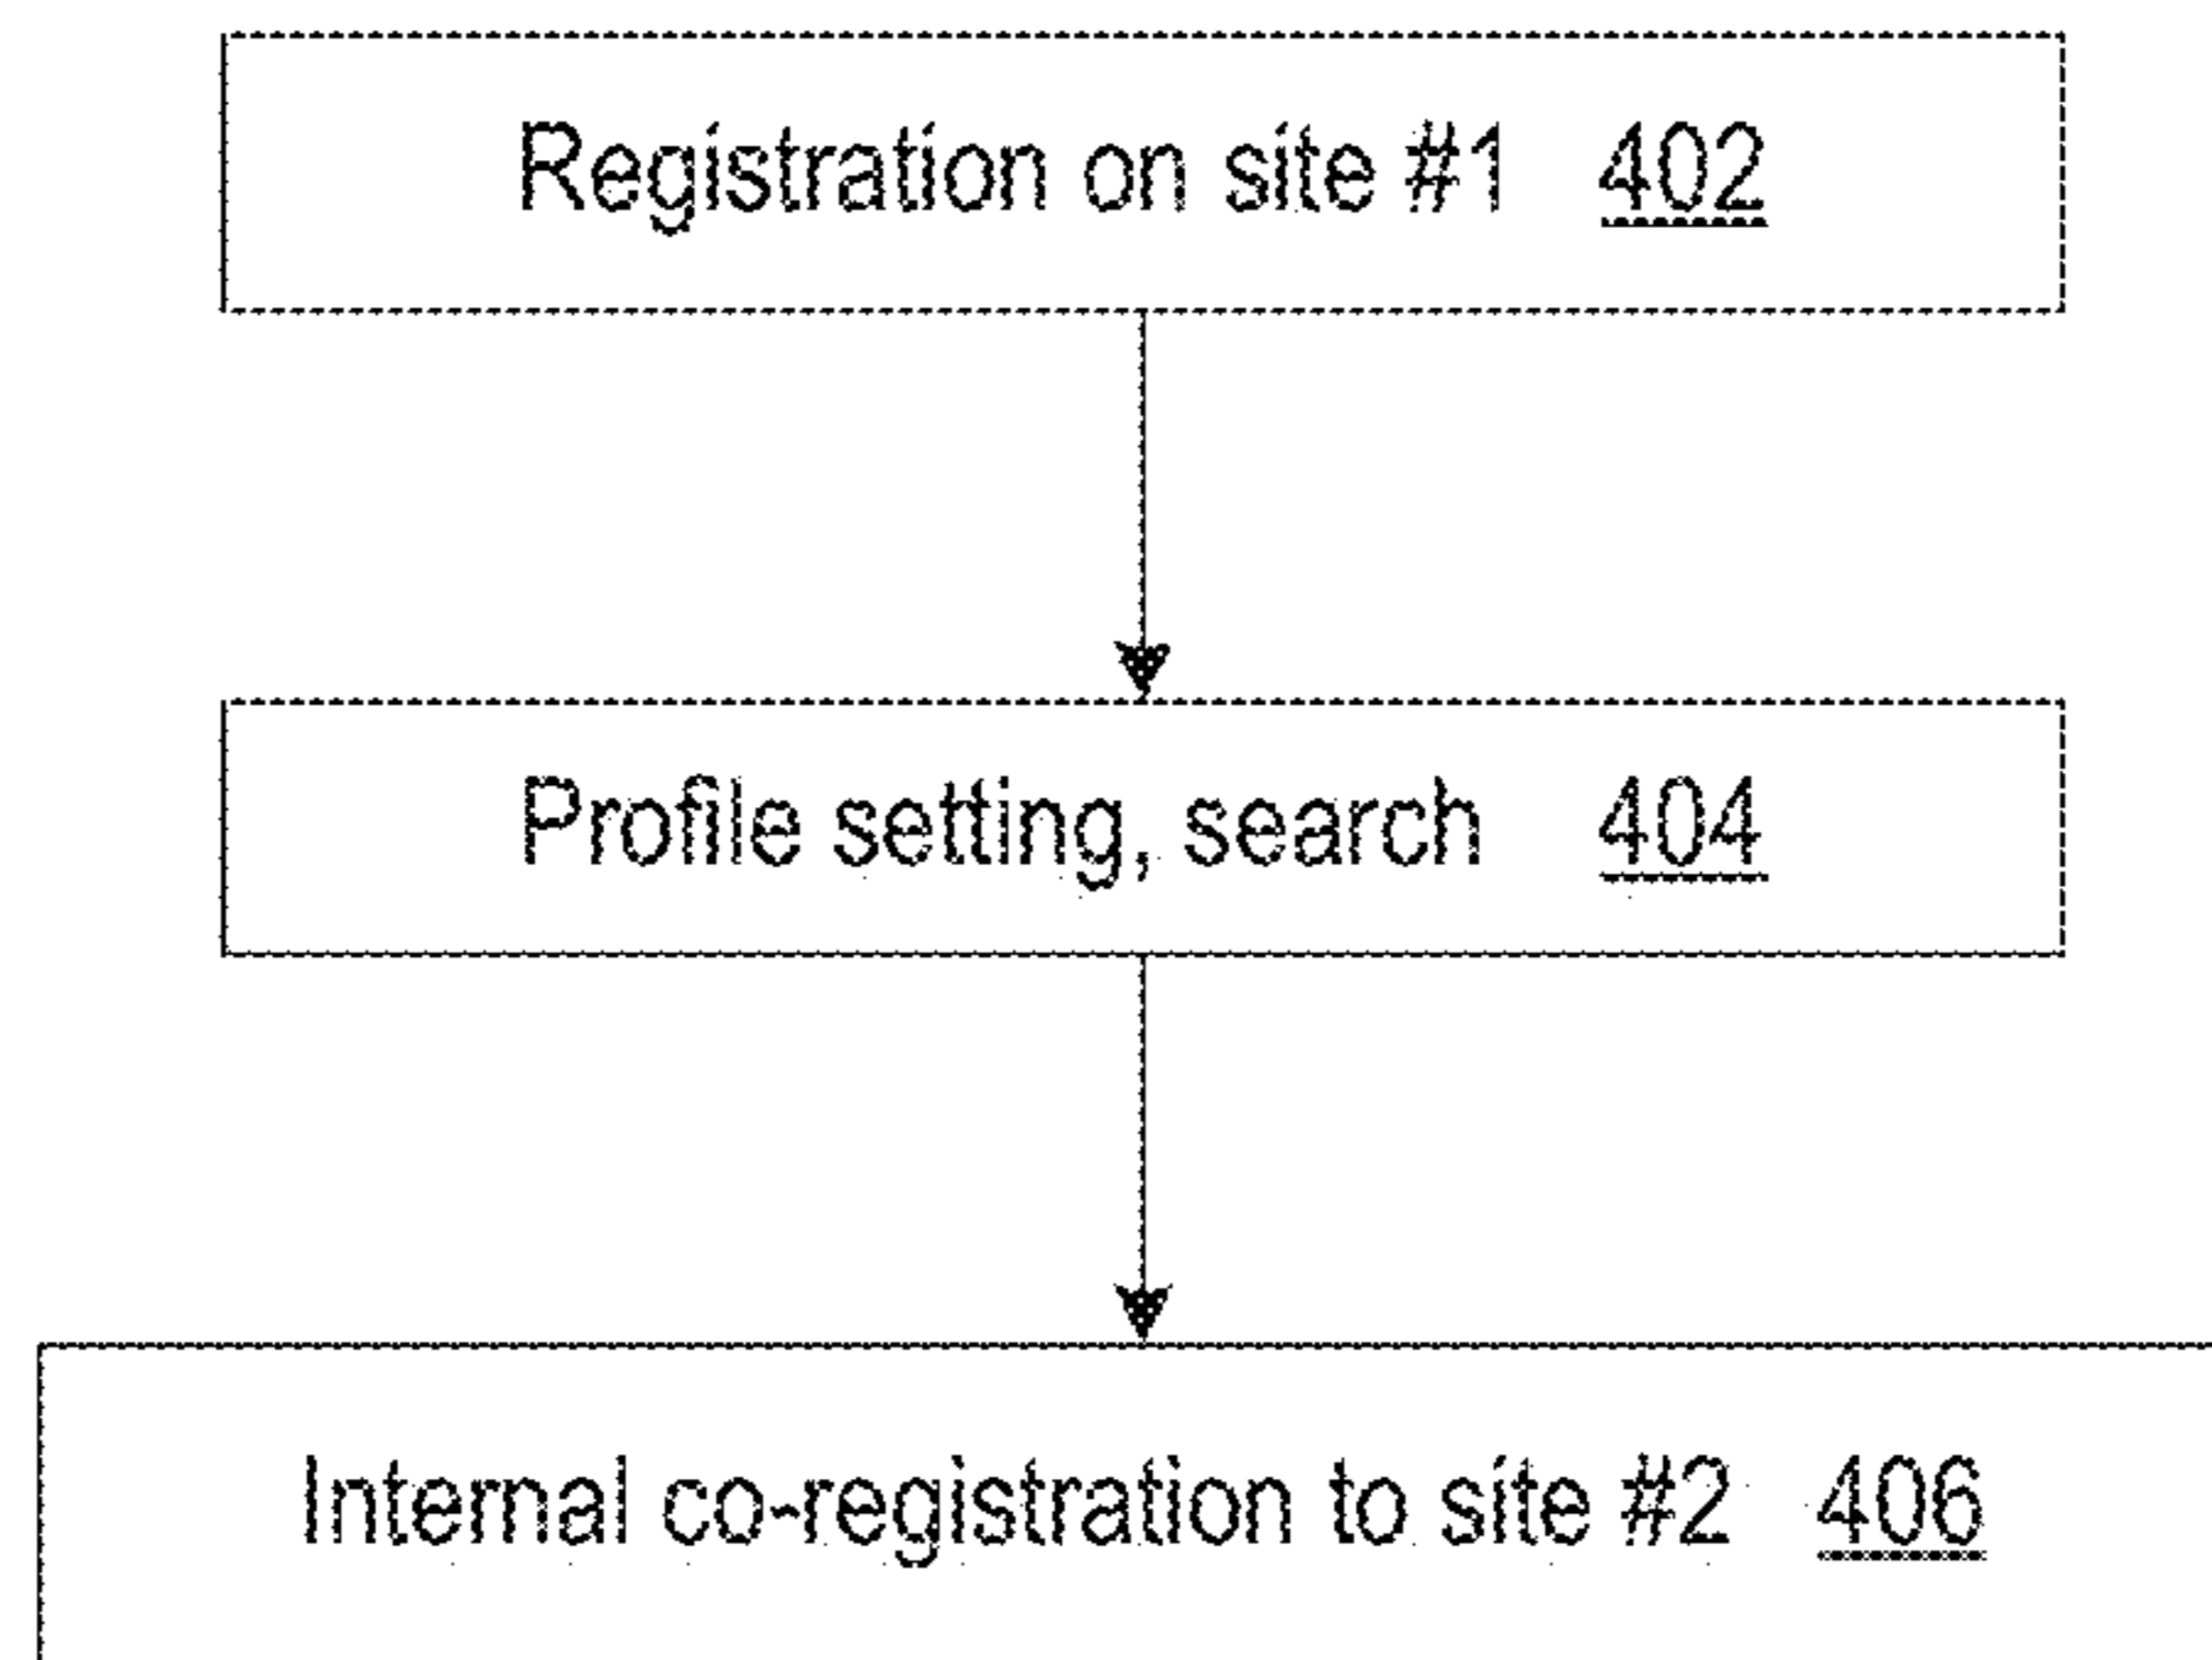 Registration on site #1 402
Profile setting, search 404
Internal co-registration to site #2 406